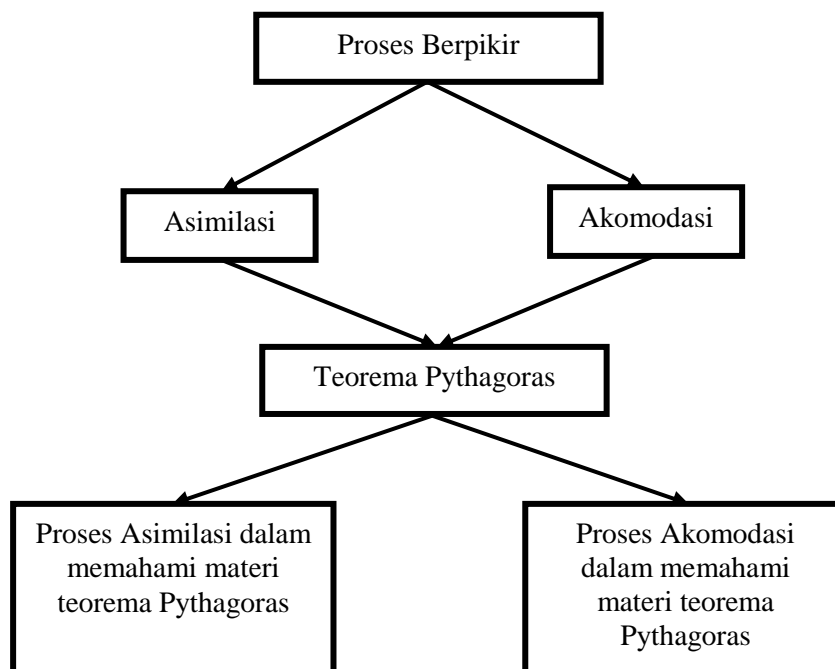 Proses Berpikir
Asimilasi
Akomodasi
Teorema Pythagoras
Proses Asimilasi dalam
memahami materi
teorema Pythagoras
Proses Akomodasi
dalam memahami
materi teorema
Pythagoras